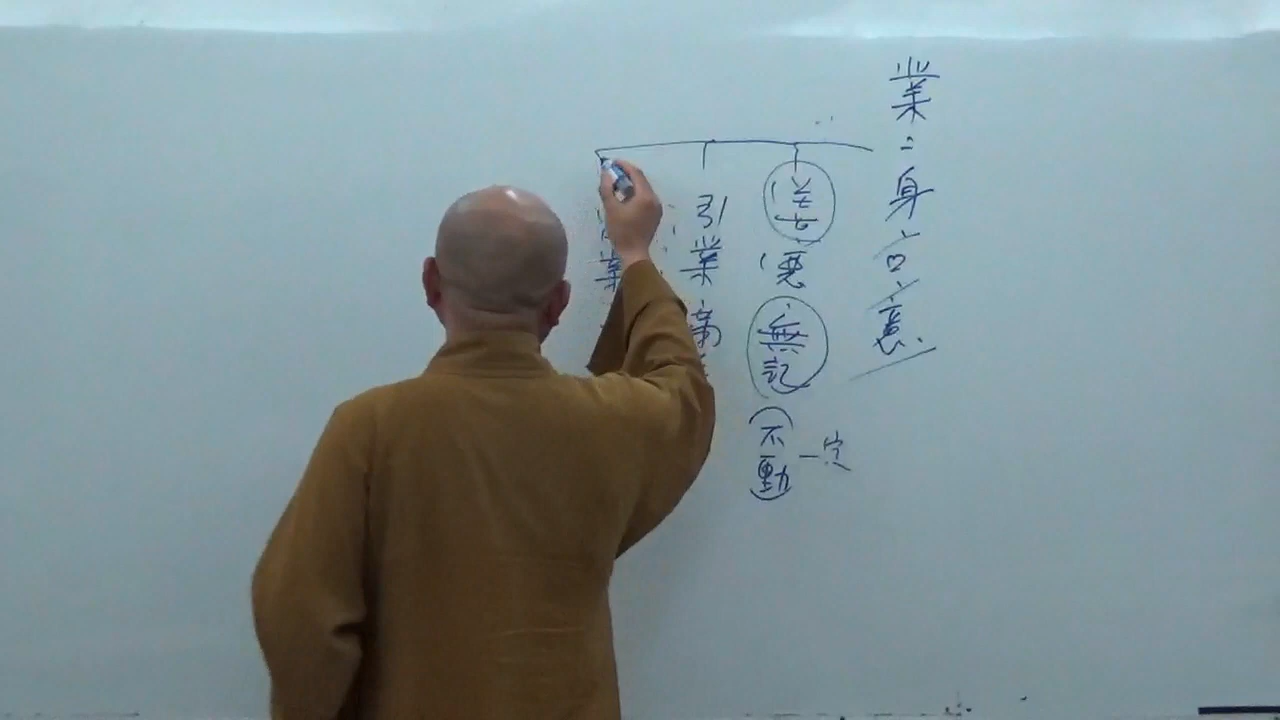 業：身、口、意
善、惡、無記(不動)—定
引業
業